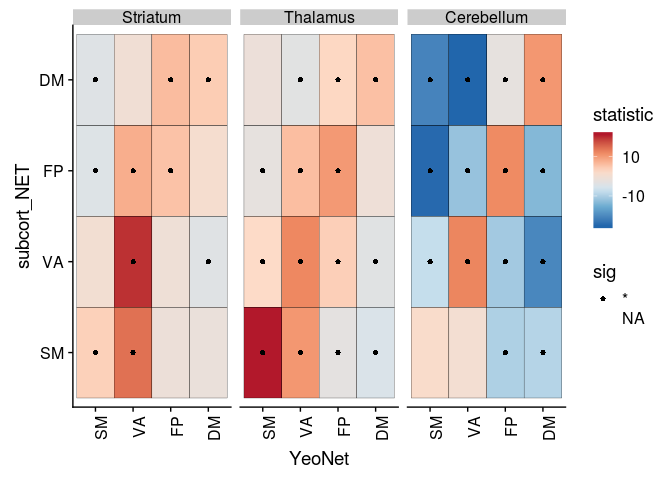 Striatum Thalamus Cerebellum
subcort_NET
DM
FP
VA
SM
SM VA FP DM SM VA FP DM SM VA FP DM
YeoNet
statistic
10
-10
sig
*
NA